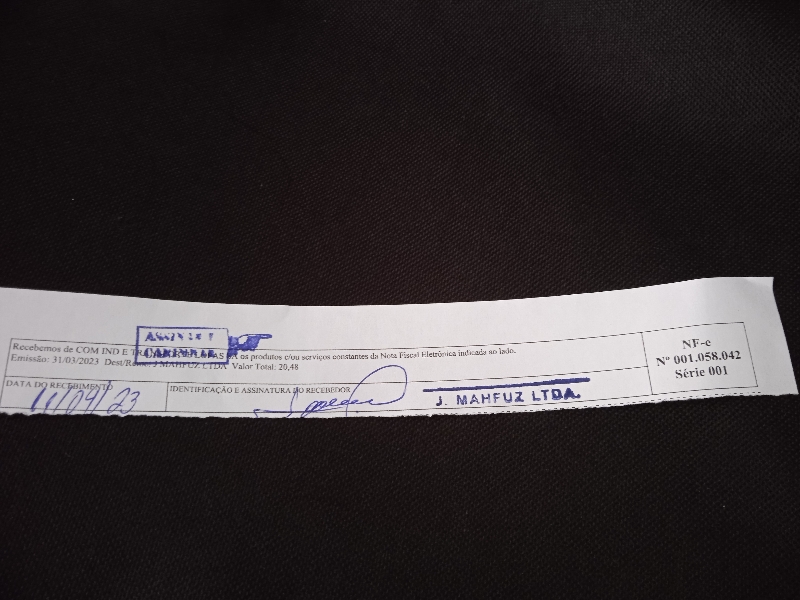 ASSINE E
CARIMBE
Recebemos de COM IND E os produtos e/ou serviços constantes da Nota Fiscal Eletrônica indicada ao lado.
Emissão: 31/03/2023 J MAHFUZ LTDA Valor Total: 20,48
NF-e
Nº 001.058.042
Série 001
DATA DO RECEBIMENTO
11/04/23
IDENTIFICAÇÃO E ASSINATURA DO RECEBEDOR
J. MAHFUZ LTDA.